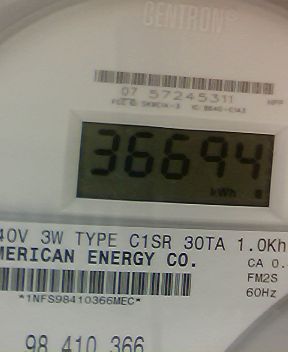 CENTRON®
07 57245311
36694
kWh
40V 3W TYPE C1SR 30TA 1.0Kh
MERICAN ENERGY CO.
CA 0.
FM2S
60Hz
*1NFS98410366MEC*
98 410 366